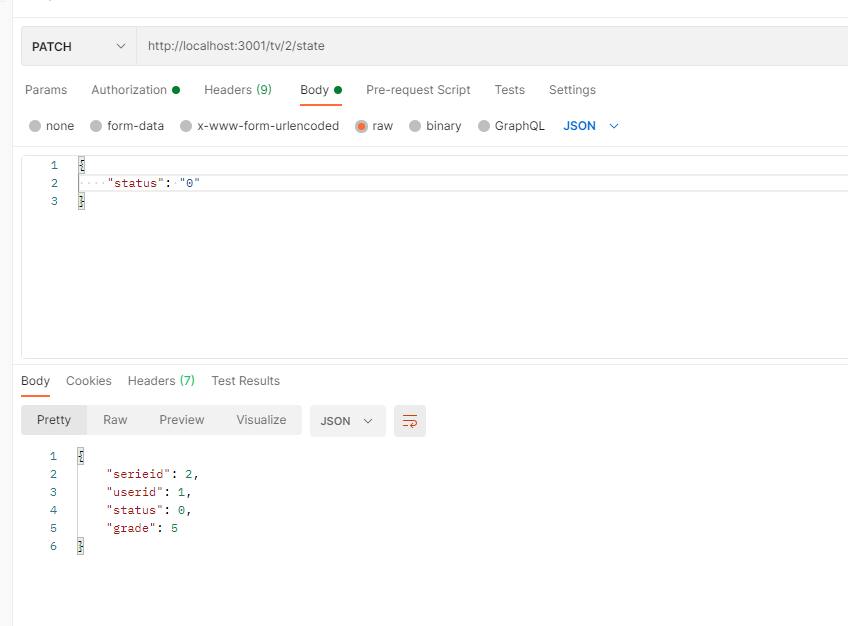 PATCH http://localhost:3001/tv/2/state
Params Authorization Headers (9) Body Pre-request Script Tests Settings
none form-data x-www-form-urlencoded raw binary GraphQL JSON
1 {
2 ····"status":·"0"
3 }
Body Cookies Headers (7) Test Results
Pretty Raw Preview Visualize JSON
1 {
2 "serieid": 2,
3 "userid": 1,
4 "status": 0,
5 "grade": 5
6 }